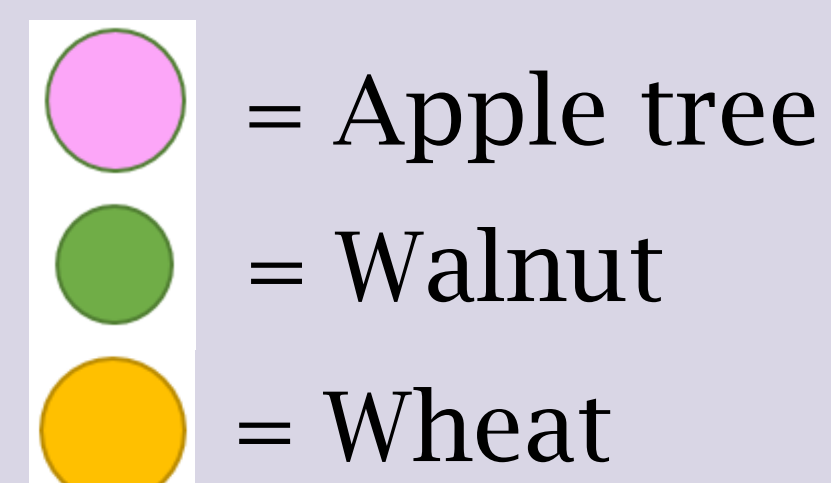 = Apple tree
= Walnut
= Wheat